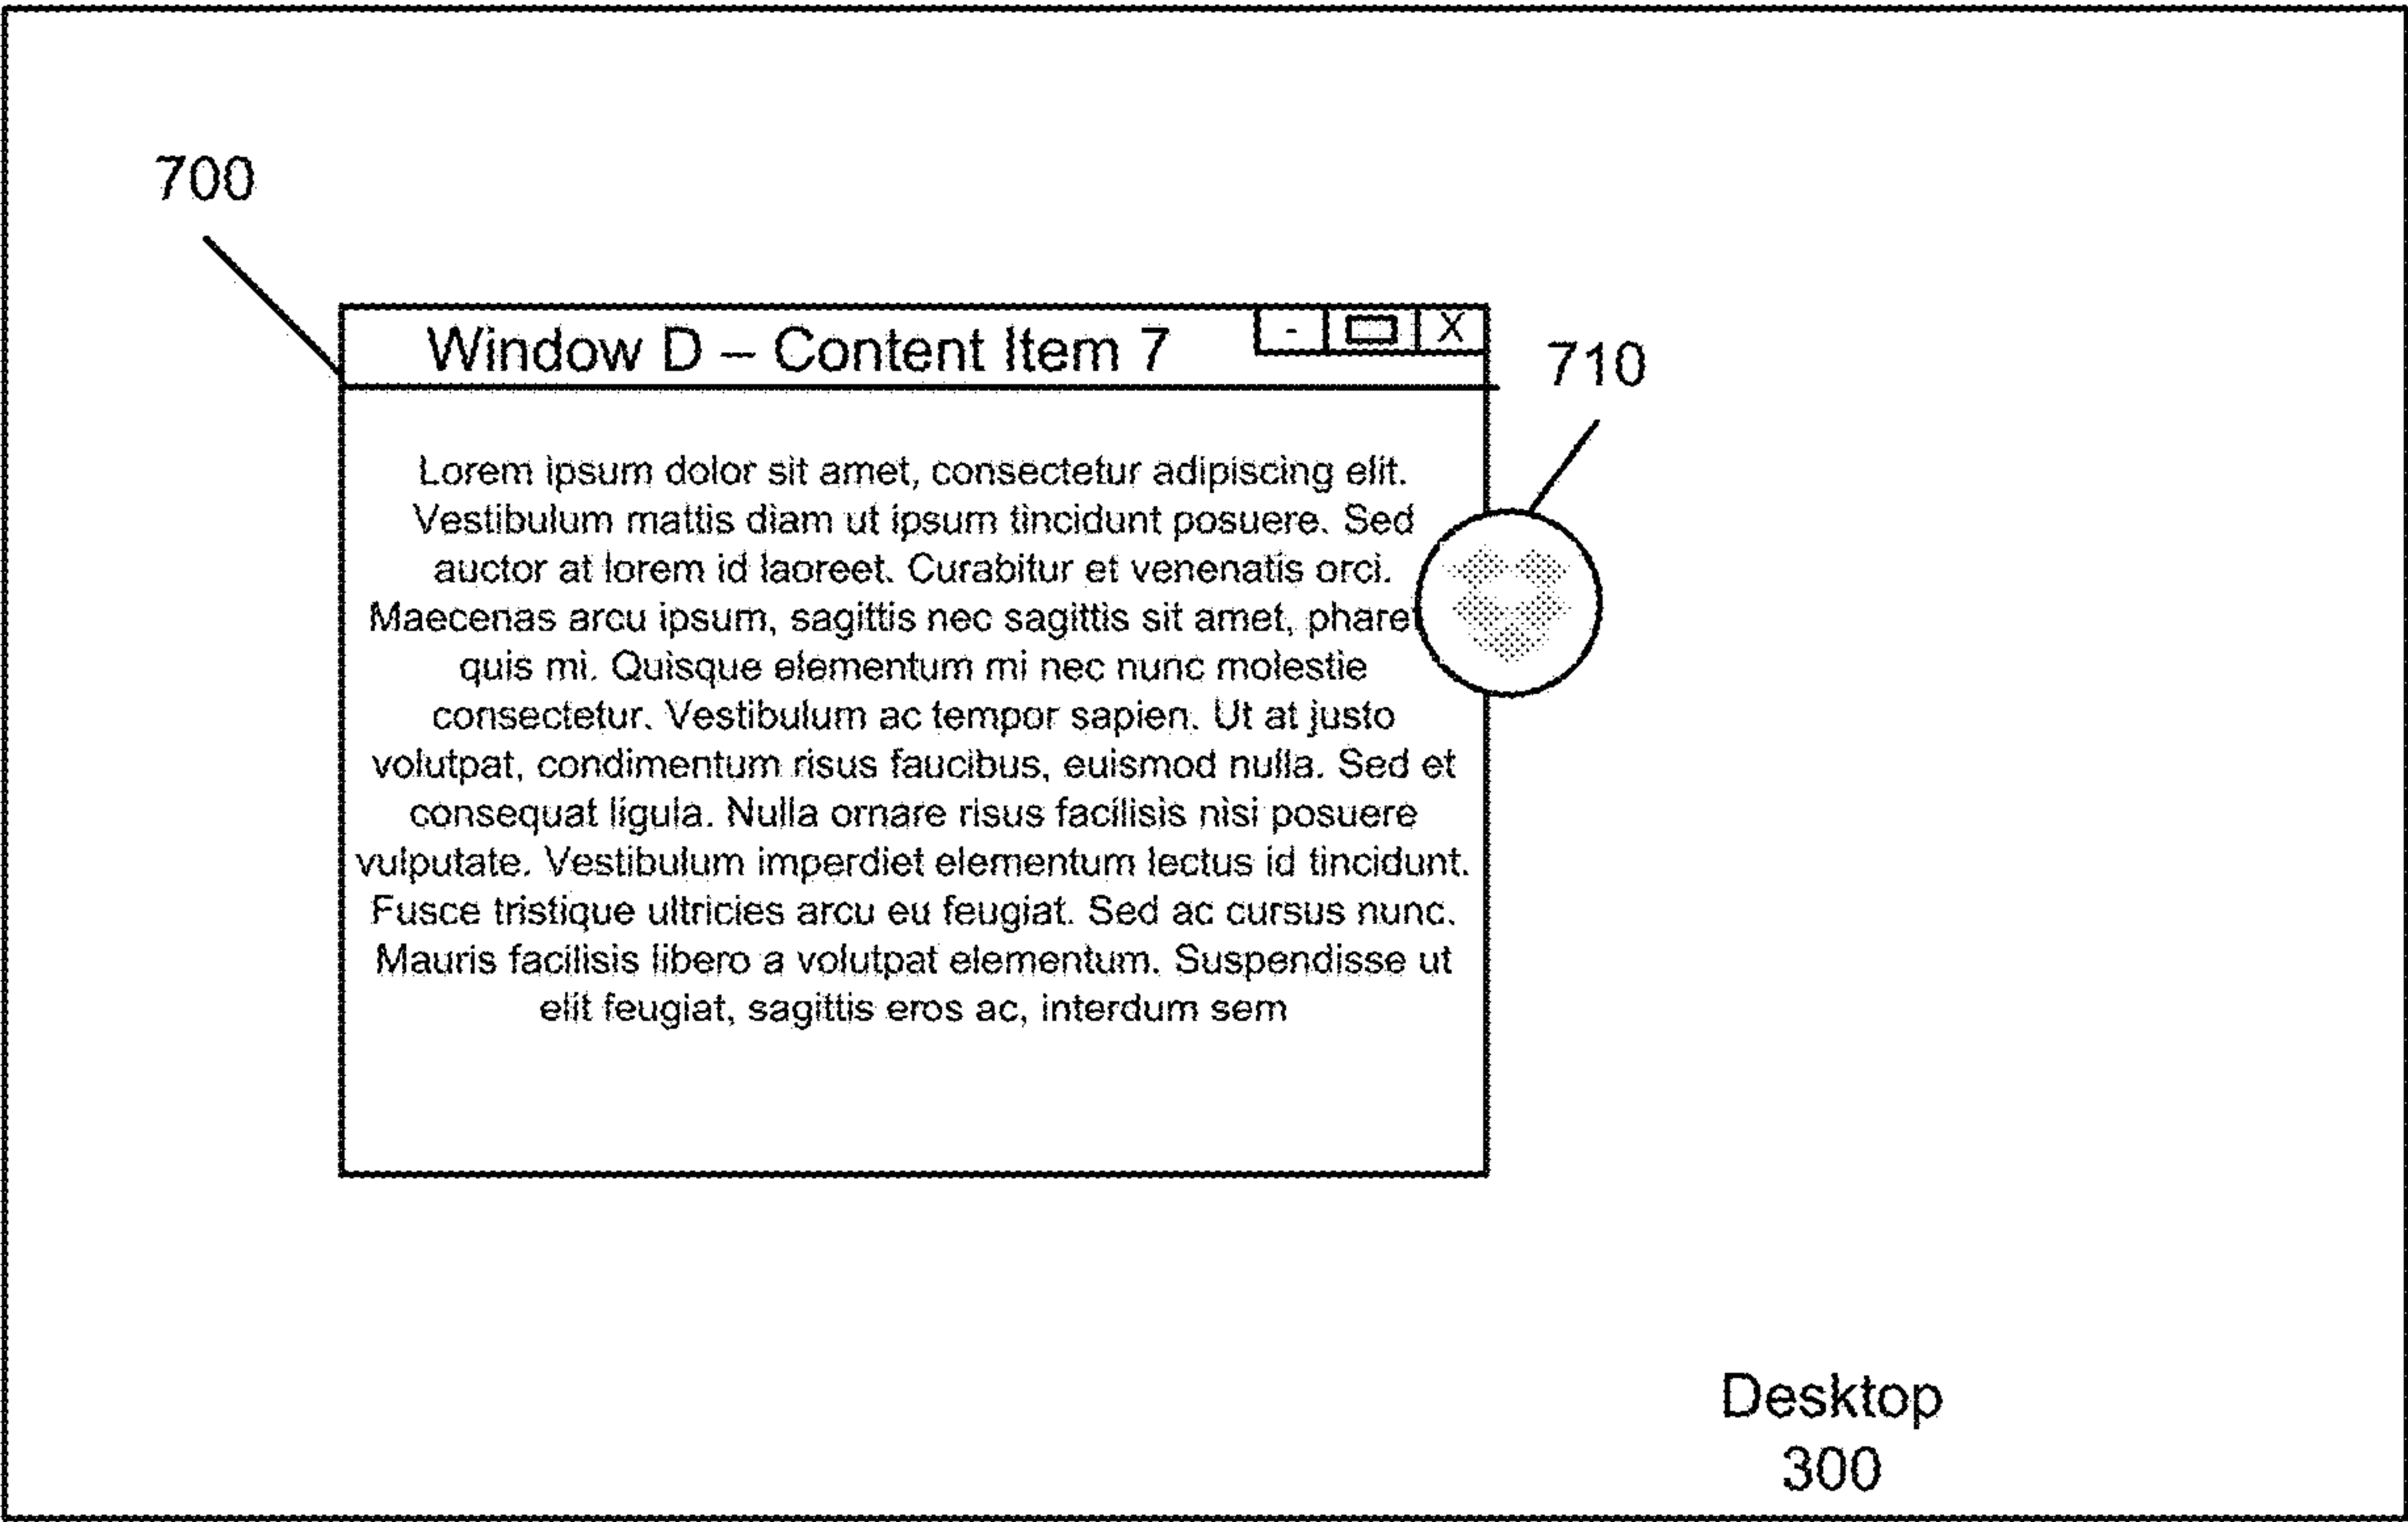 700
Window D – Content Item 7
- X
710
Lorem ipsum dolor sit amet, consectetur adipiscing elit.
Vestibulum mattis diam ut ipsum tincidunt posuere. Sed
auctor at lorem id laoreet. Curabitur et venenatis orci.
Maecenas arcu ipsum, sagittis nec sagittis sit amet,
quis mi. Quisque elementum mi nec nunc molestie
consectetur. Vestibulum ac tempor sapien. Ut at justo
volutpat, condimentum risus faucibus, euismod nulla. Sed et
consequat ligula. Nulla ornare risus facilisis nisi posuere
vulputate. Vestibulum imperdiet elementum lectus id tincidunt.
Fusce tristique ultricies arcu eu feugiat. Sed ac cursus nunc.
Mauris facilisis libero a volutpat elementum. Suspendisse ut
elit feugiat, sagittis eros ac, interdum sem
Desktop
300